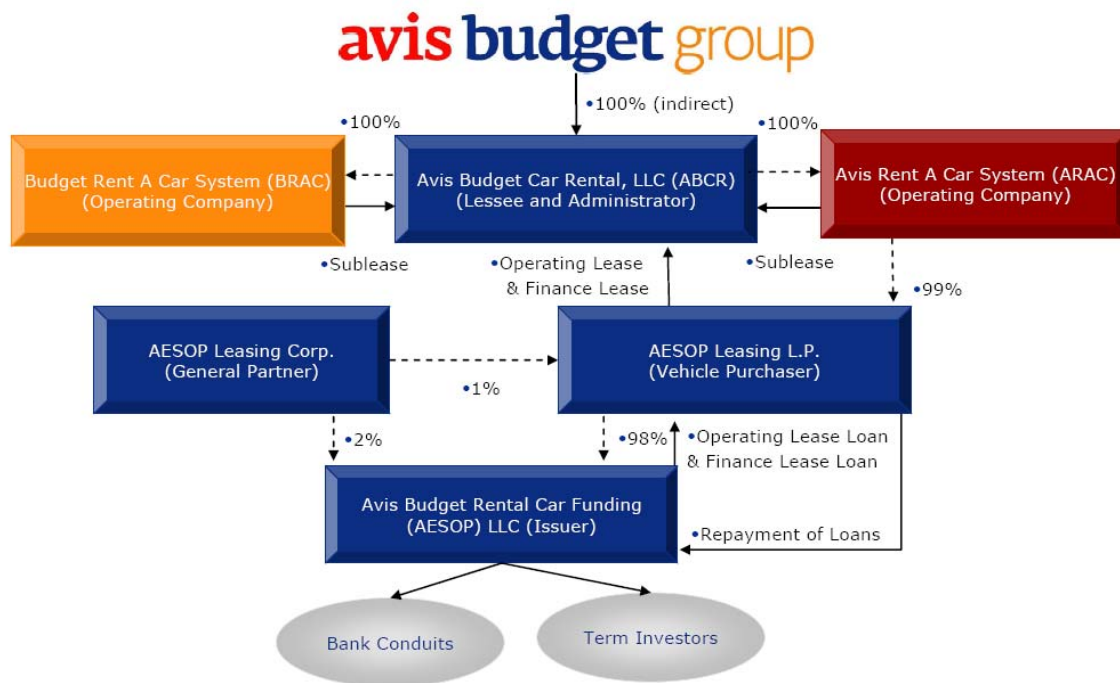 avis budget group
•100% (indirect)
•100%
•100%
Budget Rent A Car System (BRAC)
(Operating Company)
Avis Budget Car Rental, LLC (ABCR)
(Lessee and Administrator)
Avis Rent A Car System (ARAC)
(Operating Company)
•Sublease
•Operating Lease
& Finance Lease
•Sublease
•99%
AESOP Leasing Corp.
(General Partner)
•1%
AESOP Leasing L.P.
(Vehicle Purchaser)
•2%
•98%
•Operating Lease Loan
& Finance Lease Loan
Avis Budget Rental Car Funding
(AESOP) LLC (Issuer)
•Repayment of Loans
Bank Conduits
Term Investors